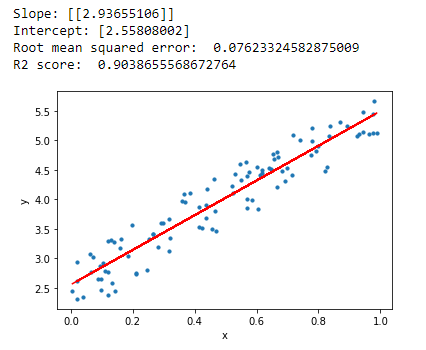 Slope: [[2.93655106]]
Intercept: [2.55808002]
Root mean squared error:  0.07623324582875009
R2 score:  0.9038655568672764
5.5
5.0
4.5
4.0
3.5
3.0
2.5
y
0.0 0.2 0.4 0.6 0.8 1.0
x